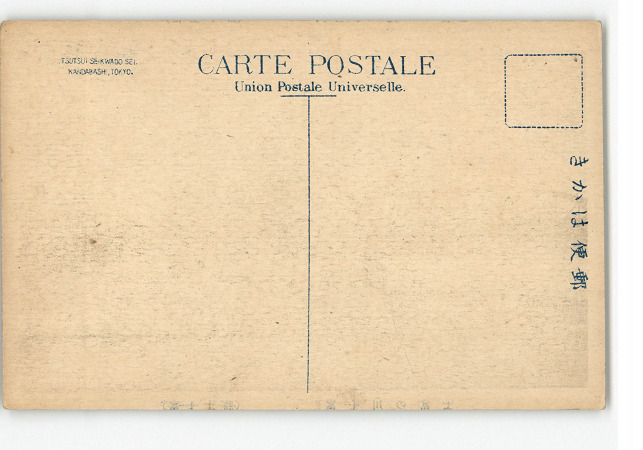 TSUTSUI SEIKWADO SEI.
KANDABASHI, TOKYO.
CARTE POSTALE
Union Postale Universelle.
きかは便郵